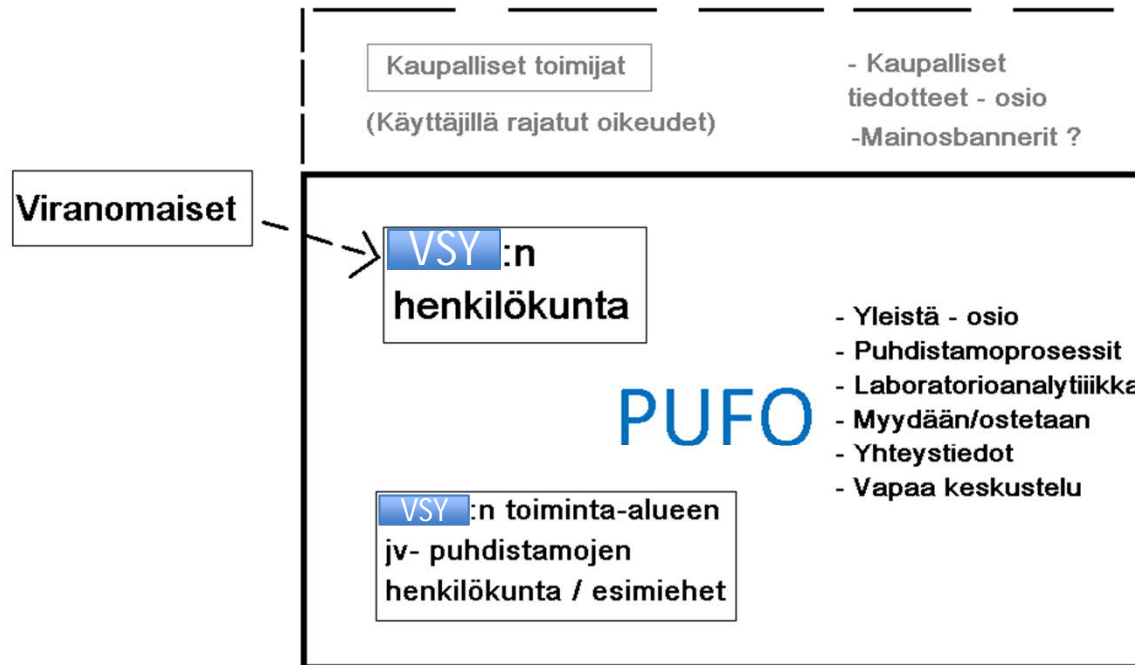 Kaupalliset toimijat
(Käyttäjillä rajatut oikeudet)
- Kaupalliset
tiedotteet - osio
-Mainosbannerit ?
Viranomaiset
VSY :n
henkilökunta
PUFO
- Yleistä - osio
- Puhdistamoprosessit
- Laboratorioanalytiiikka
- Myydään/ostetaan
- Yhteystiedot
- Vapaa keskustelu
VSY :n toiminta-alueen
jv- puhdistamojen
henkilökunta / esimiehet